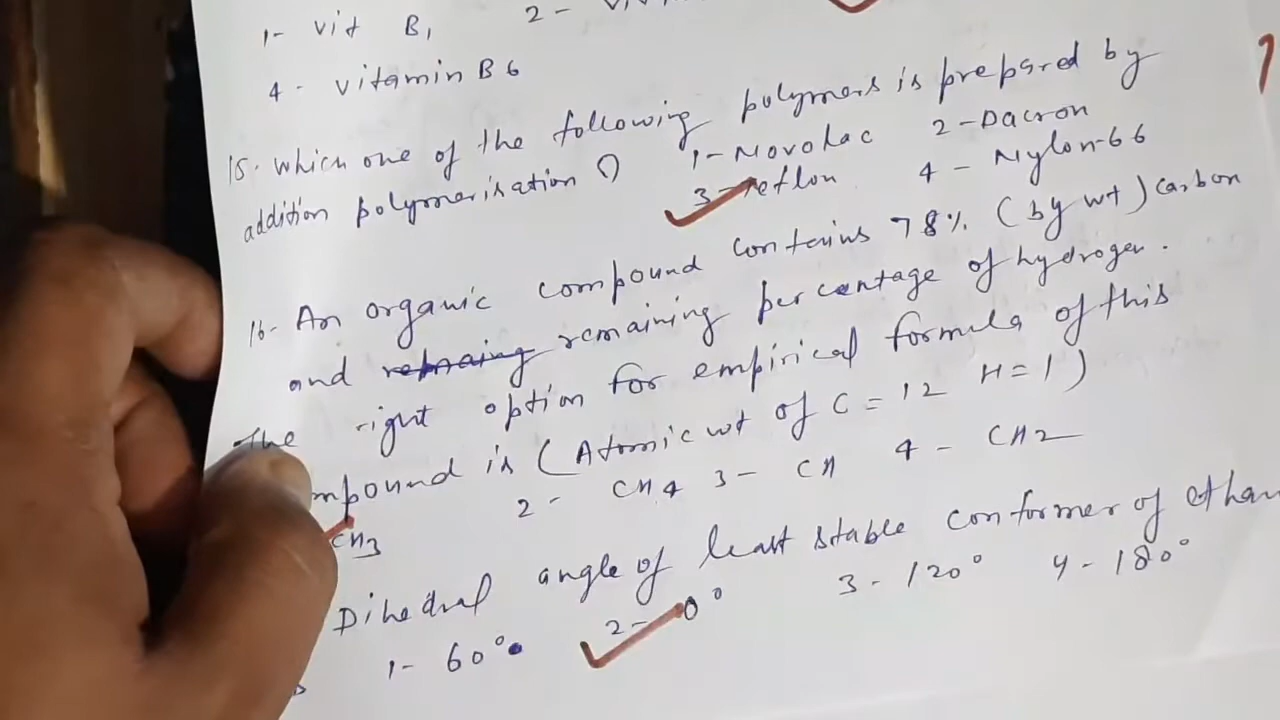 1- vit B1 2-
4- vitamin B6
15. which one of the following polymers is prepared by
addition polymerisation ? 1- Novolac 2-Dacron
3-Teflon 4- Nylon-66
16- An organic compound contains 78% (by wt) carbon
and remaining percentage of hydrogen.
The right option for empirical formula of this
mpound is (Atomic wt of C = 12 H = 1)
CH3 2- CH4 3- CH 4- CH2
Dihedral angle of least stable conformer of ethan
1- 60° 2- 0° 3- 120° 4- 180°